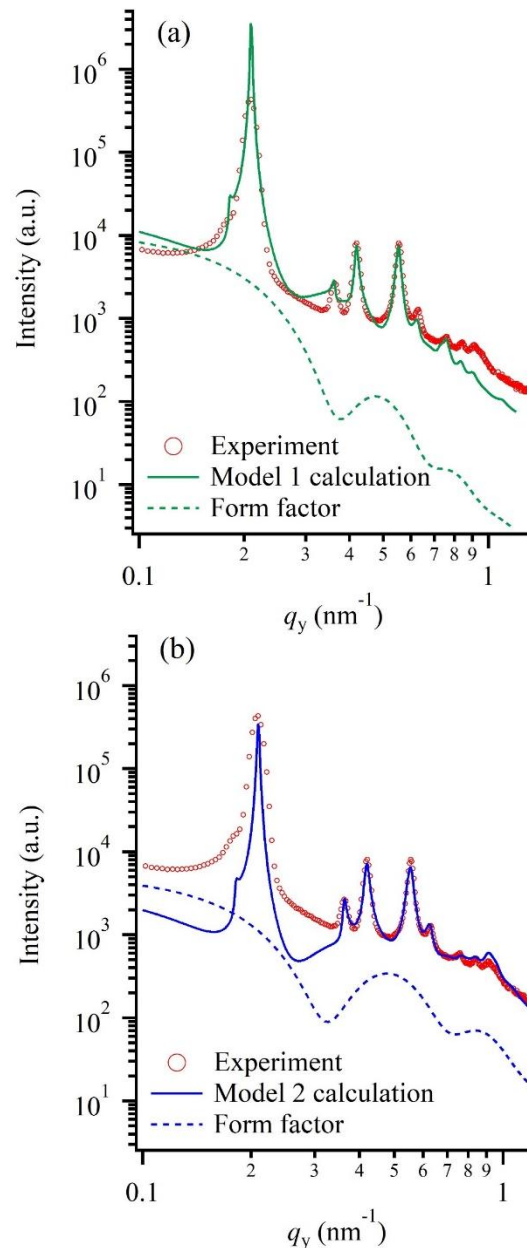 (a)
10^6
10^5
10^4
10^3
10^2
10^1
Intensity (a.u.)
Experiment
Model 1 calculation
Form factor
0.1 2 3 4 5 6 7 8 9 1
q_y (nm^-1)
(b)
10^6
10^5
10^4
10^3
10^2
10^1
Intensity (a.u.)
Experiment
Model 2 calculation
Form factor
0.1 2 3 4 5 6 7 8 9 1
q_y (nm^-1)